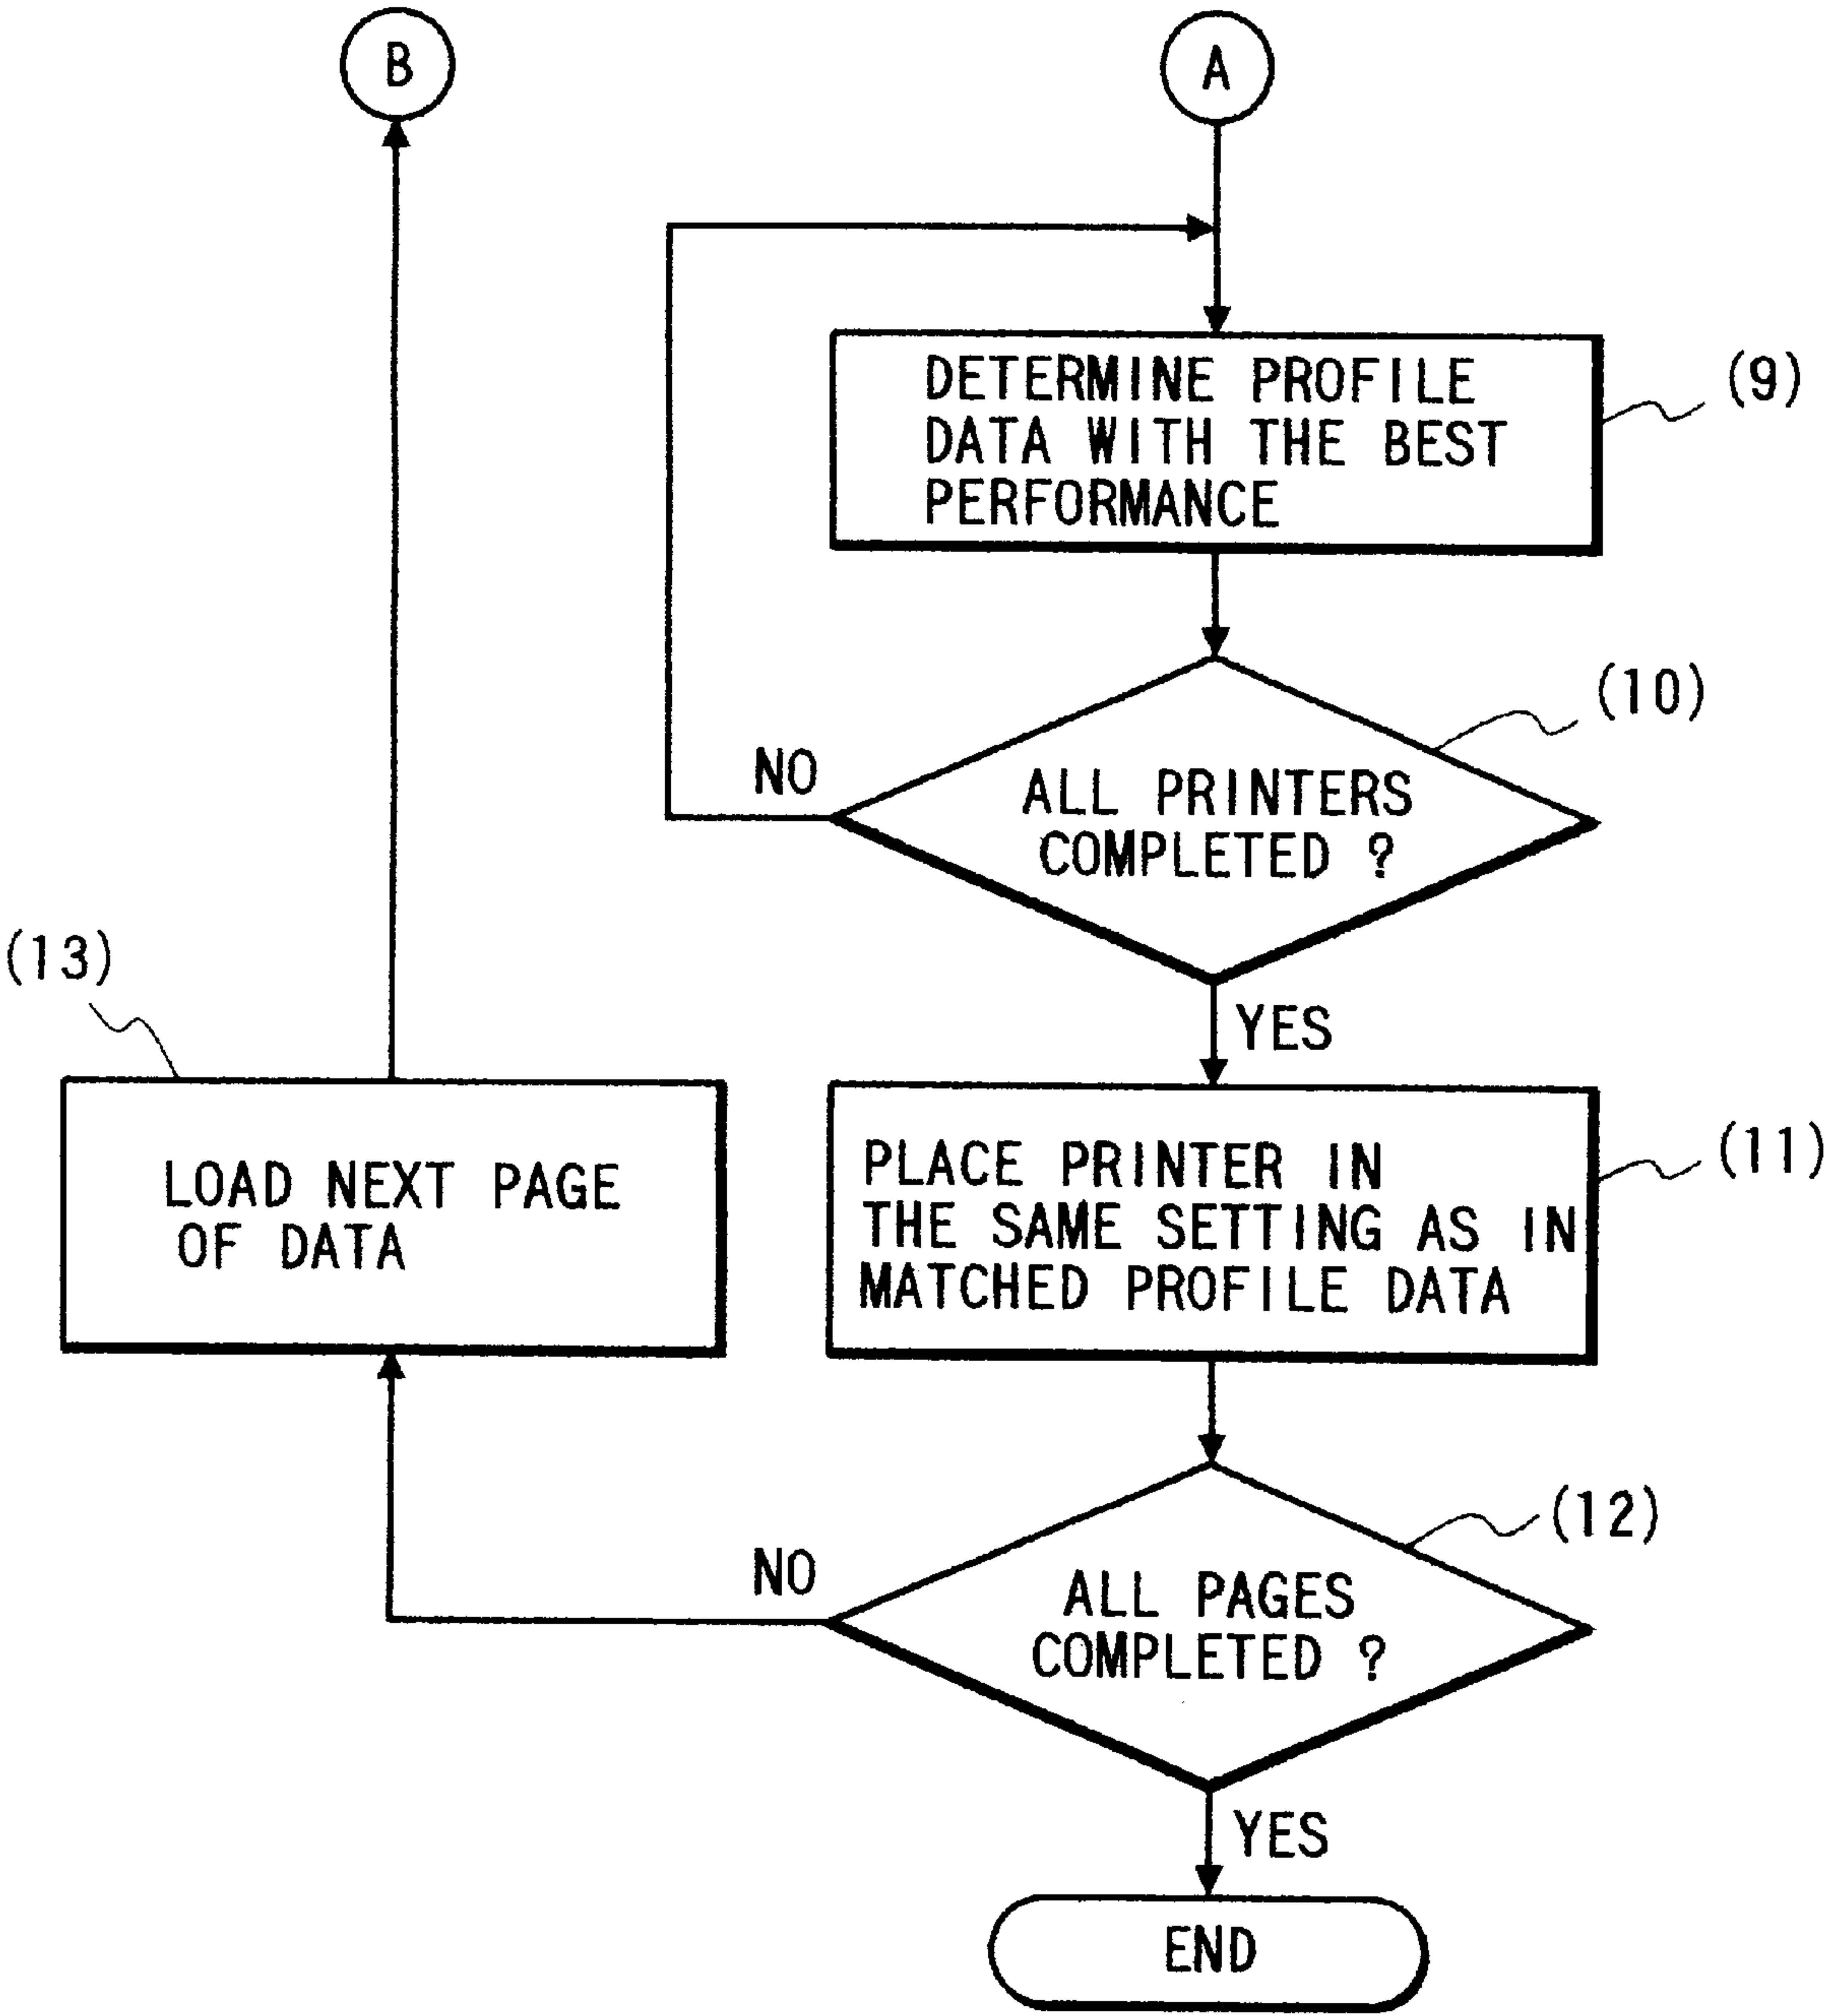 B
A
DETERMINE PROFILE
DATA WITH THE BEST
PERFORMANCE
(9)
ALL PRINTERS
COMPLETED ?
(10)
NO
YES
(13)
LOAD NEXT PAGE
OF DATA
PLACE PRINTER IN
THE SAME SETTING AS IN
MATCHED PROFILE DATA
(11)
ALL PAGES
COMPLETED ?
(12)
NO
YES
END